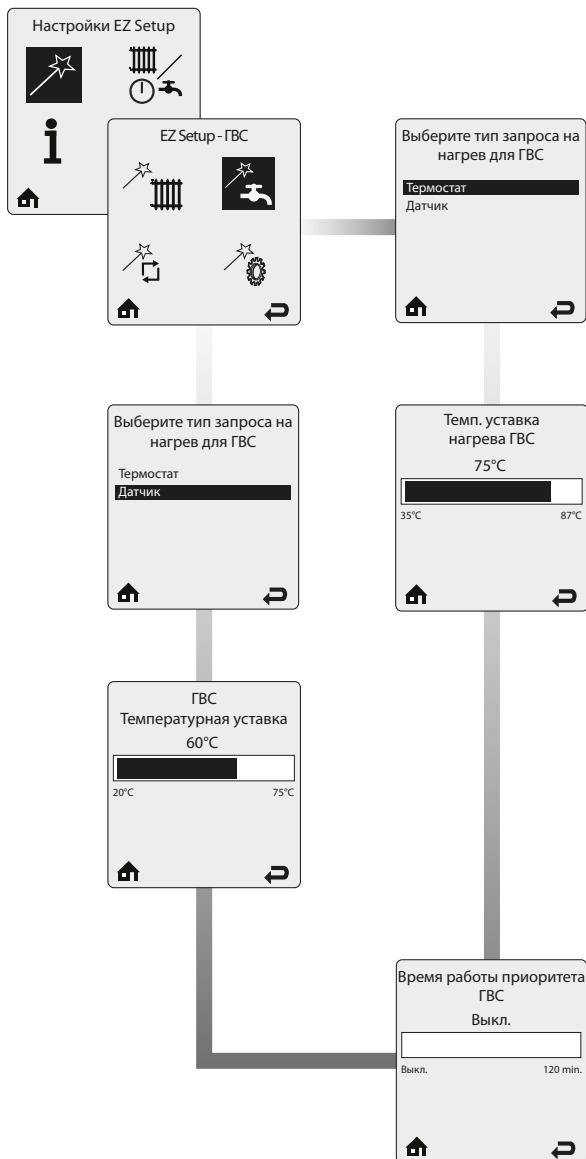 Настройки EZ Setup
EZ Setup - ГВС
Выберите тип запроса на
нагрев для ГВС
Термостат
Датчик
Выберите тип запроса на
нагрев для ГВС
Термостат
Датчик
Темп. уставка
нагрева ГВС
75°C
35°C 87°C
ГВС
Температурная уставка
60°C
20°C 75°C
Время работы приоритета
ГВС
Выкл.
Выкл. 120 min.